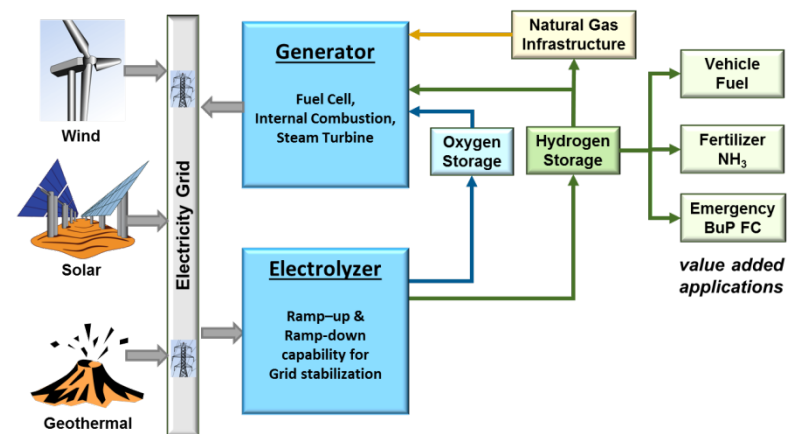 Wind
Solar
Geothermal
Electricity Grid
Generator
Fuel Cell,
Internal Combustion,
Steam Turbine
Electrolyzer
Ramp–up &
Ramp-down
capability for
Grid stabilization
Natural Gas
Infrastructure
Oxygen
Storage
Hydrogen
Storage
Vehicle
Fuel
Fertilizer
NH₃
Emergency
BuP FC
value added
applications